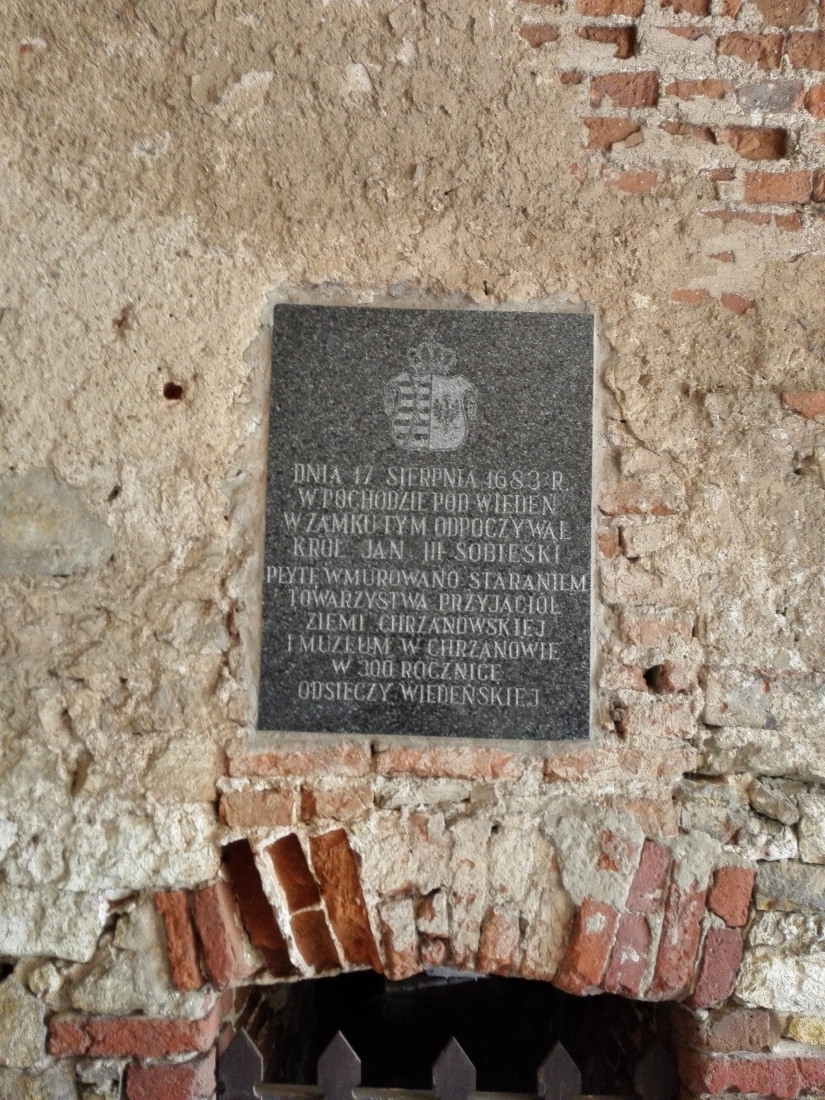 DNIA 17 SIERPNIA 1683 R.
W POCHODZIE POD WIEDEŃ
W ZAMKU TYM ODPOCZYWAŁ
KRÓL JAN III SOBIESKI
PŁYTĘ WMUROWANO STARANIEM
TOWARZYSTWA PRZYJACIÓŁ
ZIEMI CHRZANOWSKIEJ
I MUZEUM W CHRZANOWIE
W 300 ROCZNICĘ
ODSIECZY WIEDEŃSKIEJ